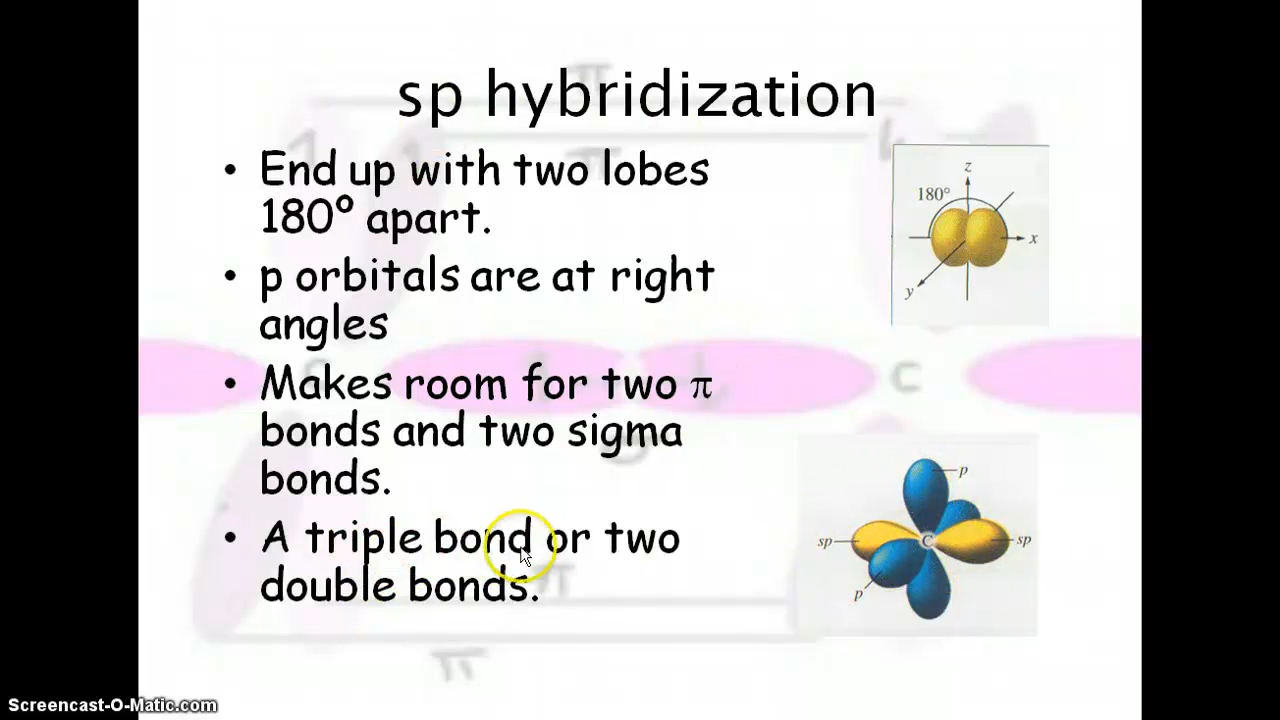 sp hybridization
• End up with two lobes
180º apart.
• p orbitals are at right
angles
• Makes room for two π
bonds and two sigma
bonds.
• A triple bond or two
double bonds.
z
180°
x
y
p
sp
C
sp
p
π
π
C
π
π
Screencast-O-Matic.com